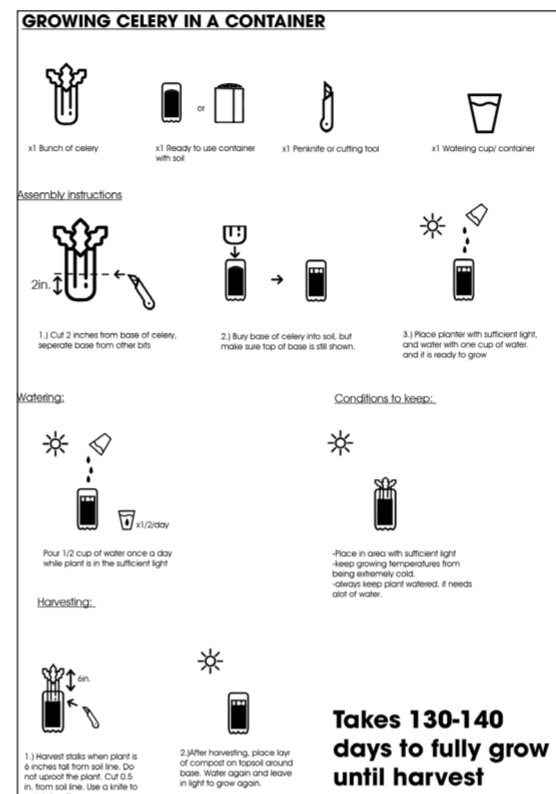 GROWING CELERY IN A CONTAINER
or
x1 Bunch of celery
x1 Ready to use container
with soil
x1 Penknife or cutting tool
x1 Watering cup/ container
Assembly instructions
2in.
1.) Cut 2 inches from base of celery,
seperate base from other bits
2.) Bury base of celery into soil, but
make sure top of base is still shown.
3.) Place planter with sufficient light,
and water with one cup of water.
and it is ready to grow
Watering:
x1/2/day
Pour 1/2 cup of water once a day
while plant is in the sufficient light
Conditions to keep:
-Place in area with sufficient light
-keep growing temperatures from
being extremely cold.
-always keep plant watered. it needs
alot of water.
Harvesting:
6in.
1.) Harvest stalks when plant is
6 inches tall from soil line. Do
not uproot the plant. Cut 0.5
in. from soil line. Use a knife to
2.)After harvesting, place layr
of compost on topsoil around
base. Water again and leave
in light to grow again.
Takes 130-140
days to fully grow
until harvest